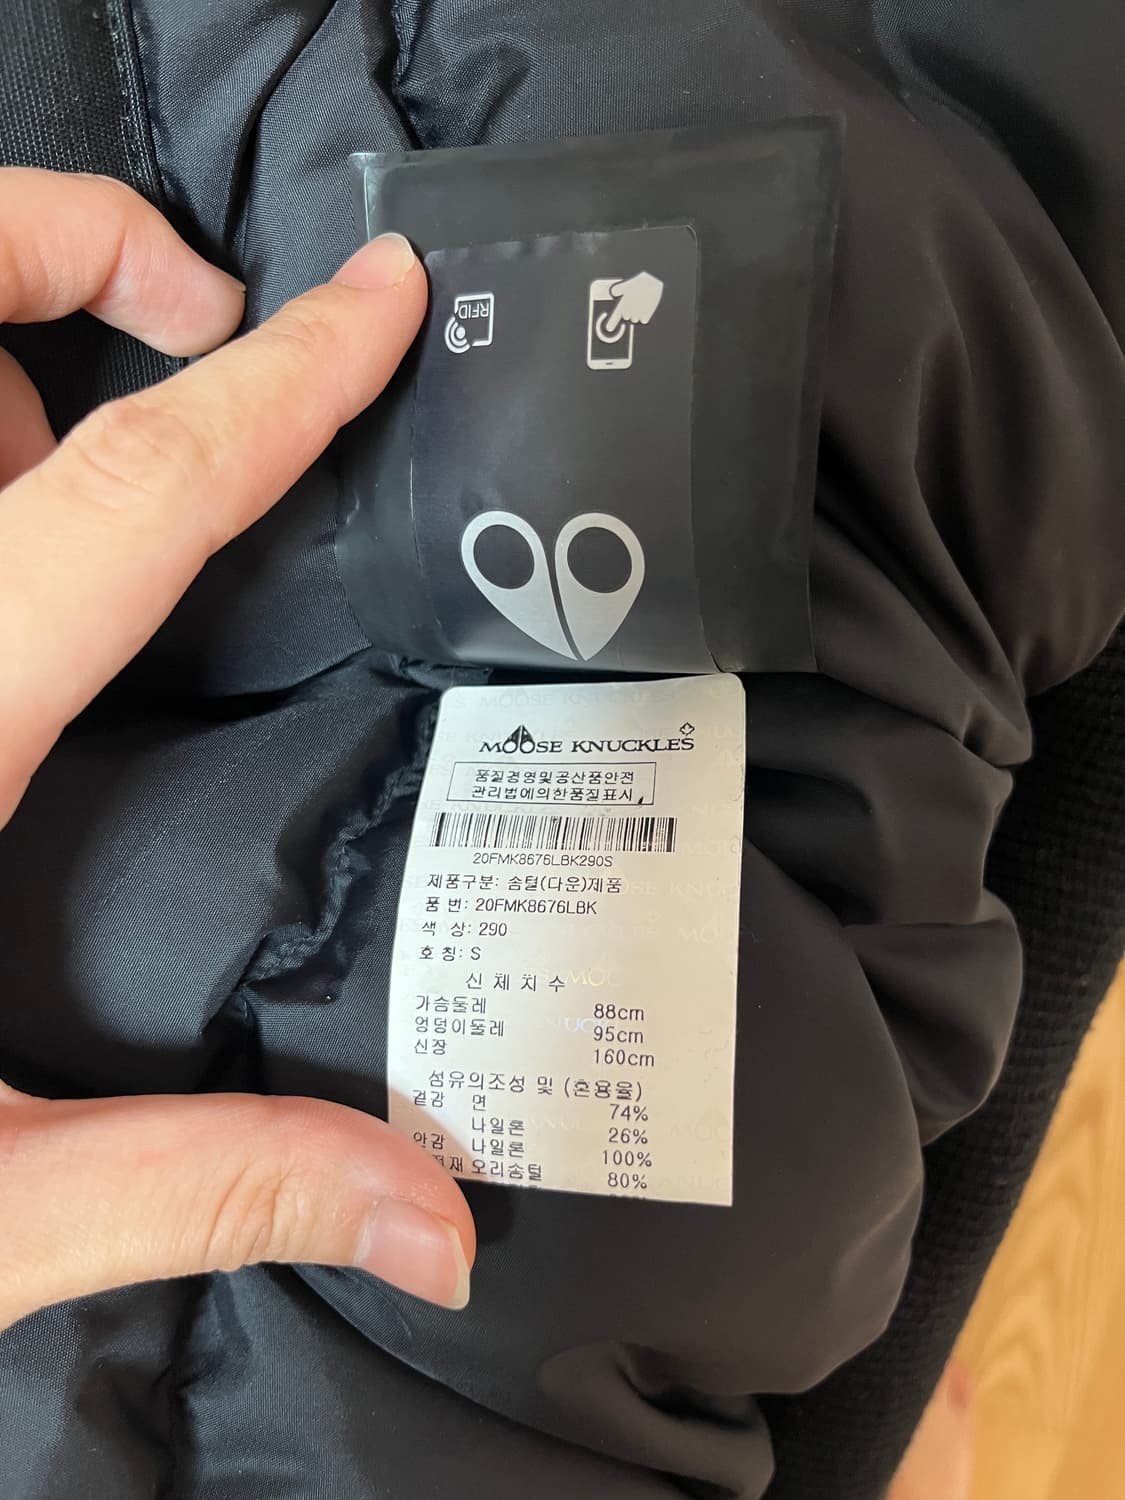 RFID
MOOSE KNUCKLES
품질경영및공산품안전
관리법에의한품질표시
20FMK8676LBK290S
제품구분: 솜털(다운)제품
품 번: 20FMK8676LBK
색 상: 290
호 칭: S
신 체 치 수
가슴둘레 88cm
엉덩이둘레 95cm
신장 160cm
섬유의조성 및 (혼용율)
겉감 면 74%
나일론 26%
안감 나일론 100%
오리솜털 80%